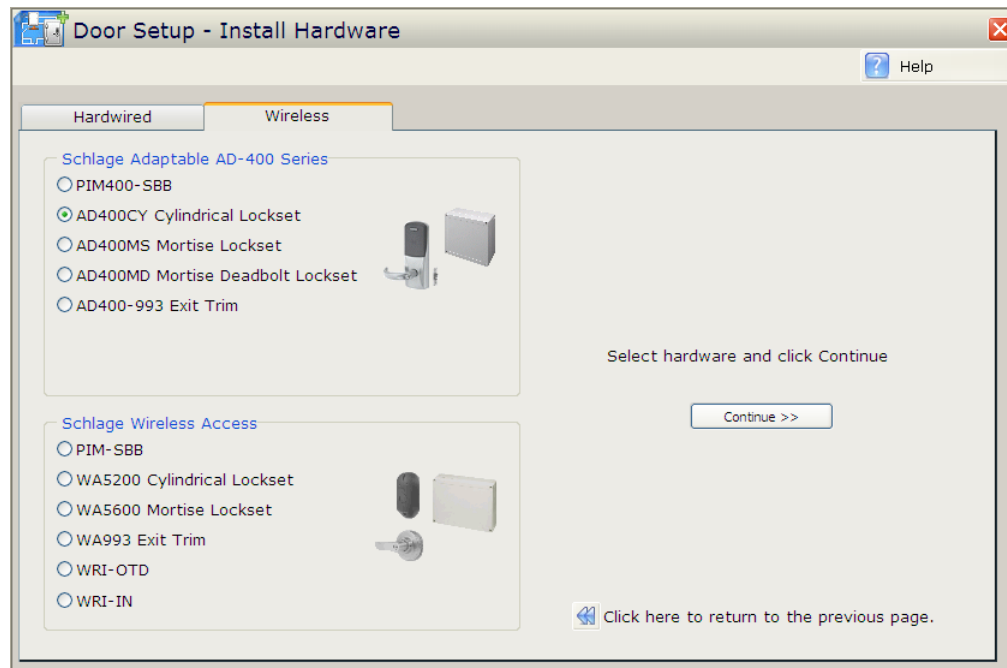 Door Setup - Install Hardware
Help
Hardwired
Wireless
Schlage Adaptable AD-400 Series
PIM400-SBB
AD400CY Cylindrical Lockset
AD400MS Mortise Lockset
AD400MD Mortise Deadbolt Lockset
AD400-993 Exit Trim
Select hardware and click Continue
Continue >>
Schlage Wireless Access
PIM-SBB
WA5200 Cylindrical Lockset
WA5600 Mortise Lockset
WA993 Exit Trim
WRI-OTD
WRI-IN
Click here to return to the previous page.